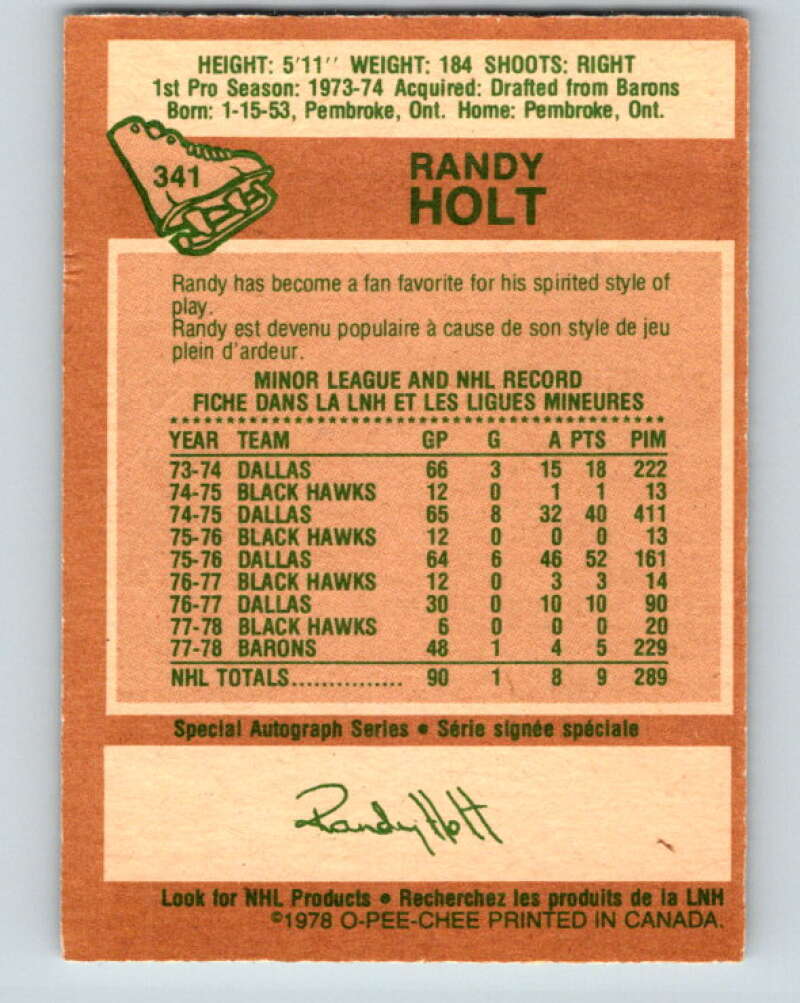 HEIGHT: 5'11'' WEIGHT: 184 SHOOTS: RIGHT
1st Pro Season: 1973-74 Acquired: Drafted from Barons
Born: 1-15-53, Pembroke, Ont. Home: Pembroke, Ont.
341
RANDY
HOLT
Randy has become a fan favorite for his spirited style of
play.
Randy est devenu populaire à cause de son style de jeu
plein d'ardeur.
MINOR LEAGUE AND NHL RECORD
FICHE DANS LA LNH ET LES LIGUES MINEURES
YEAR TEAM GP G A PTS PIM
73-74 DALLAS 66 3 15 18 222
74-75 BLACK HAWKS 12 0 1 1 13
74-75 DALLAS 65 8 32 40 411
75-76 BLACK HAWKS 12 0 0 0 13
75-76 DALLAS 64 6 46 52 161
76-77 BLACK HAWKS 12 0 3 3 14
76-77 DALLAS 30 0 10 10 90
77-78 BLACK HAWKS 6 0 0 0 20
77-78 BARONS 48 1 4 5 229
NHL TOTALS............... 90 1 8 9 289
Special Autograph Series • Série signée spéciale
Randy Holt
Look for NHL Products • Recherchez les produits de la LNH
©1978 O-PEE-CHEE PRINTED IN CANADA.